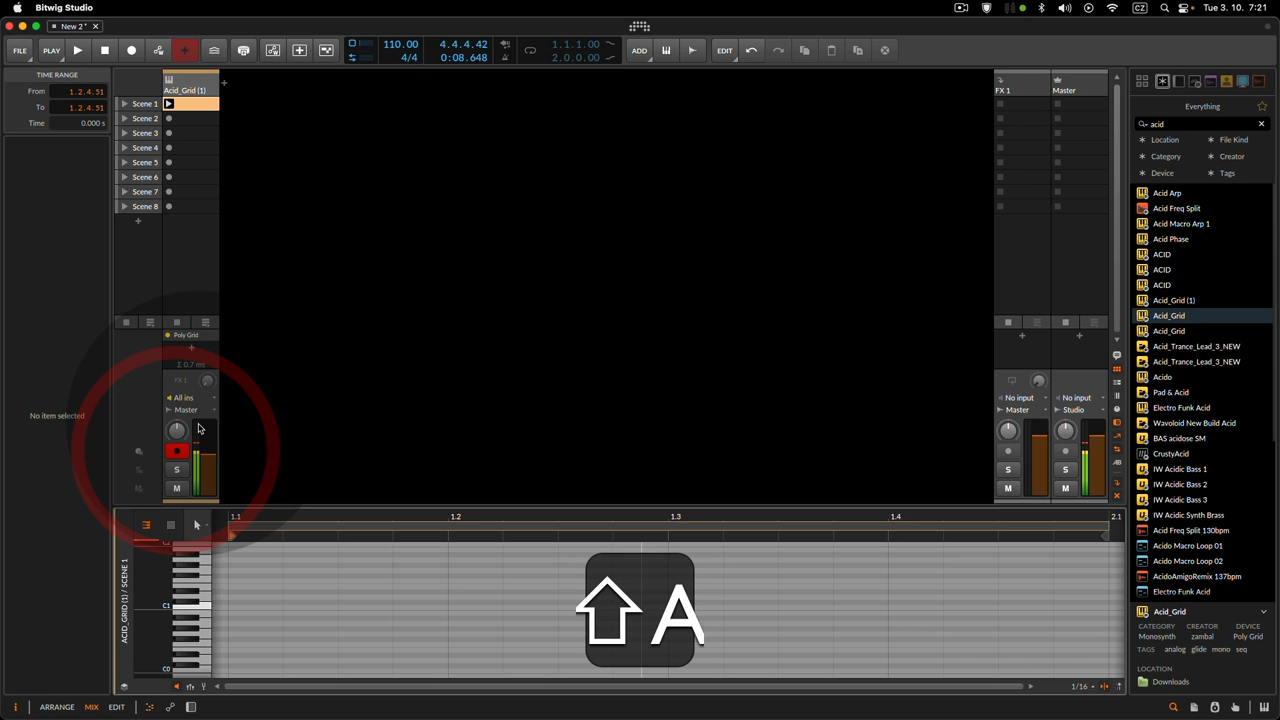 Bitwig Studio
CZ
Tue 3. 10. 7:21
New 2*
FILE
PLAY
110.00
4/4
4.4.4.42
0:08.648
1.1.1.00
2.0.0.00
ADD
EDIT
TIME RANGE
From 1.2.4.51
To 1.2.4.51
Time 0.000 s
No item selected
Acid_Grid (1)
Scene 1
Scene 2
Scene 3
Scene 4
Scene 5
Scene 6
Scene 7
Scene 8
Poly Grid
Σ 0.7 ms
FX 1
All ins
Master
S
M
FX 1
No input
Master
S
M
Master
No input
Studio
S
M
AB
Everything
acid
Location
File Kind
Category
Creator
Device
Tags
Acid Arp
Acid Freq Split
Acid Macro Arp 1
Acid Phase
ACID
ACID
ACID
Acid_Grid (1)
Acid_Grid
Acid_Grid
Acid_Trance_Lead_3_NEW
Acid_Trance_Lead_3_NEW
Acido
Pad & Acid
Electro Funk Acid
Wavoloid New Build Acid
BAS acidose SM
CrustyAcid
IW Acidic Bass 1
IW Acidic Bass 2
IW Acidic Bass 3
IW Acidic Synth Brass
Acid Freq Split 130bpm
Acido Macro Loop 01
Acido Macro Loop 02
AcidoAmigoRemix 137bpm
Electro Funk Acid
Acid_Grid
CATEGORY
Monosynth
CREATOR
zambal
DEVICE
Poly Grid
TAGS analog glide mono seq
LOCATION
Downloads
1.1
1.2
1.3
1.4
2.1
ACID_GRID (1) / SCENE 1
C2
C1
C0
A
1/16
ARRANGE
MIX
EDIT